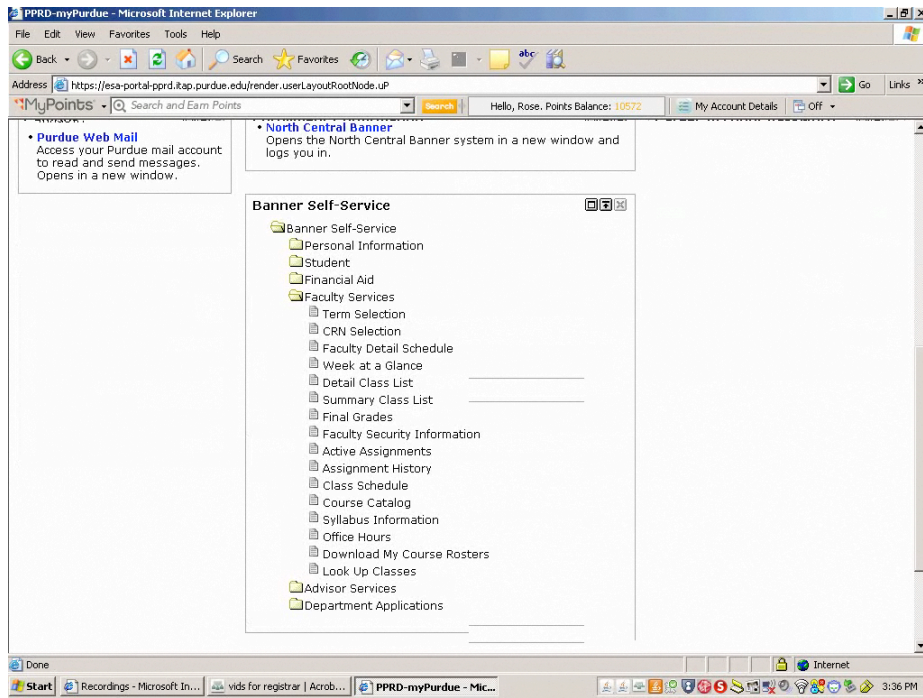 PPRD-myPurdue - Microsoft Internet Explorer
File Edit View Favorites Tools Help
Back Search Favorites
Address https://esa-portal-pprd.itap.purdue.edu/render.userLayoutRootNode.uP Go Links
MyPoints Search and Earn Points Search Hello, Rose. Points Balance: 10572 My Account Details Off
• Purdue Web Mail
Access your Purdue mail account
to read and send messages.
Opens in a new window.
• North Central Banner
Opens the North Central Banner system in a new window and
logs you in.
Banner Self-Service
Banner Self-Service
Personal Information
Student
Financial Aid
Faculty Services
Term Selection
CRN Selection
Faculty Detail Schedule
Week at a Glance
Detail Class List
Summary Class List
Final Grades
Faculty Security Information
Active Assignments
Assignment History
Class Schedule
Course Catalog
Syllabus Information
Office Hours
Download My Course Rosters
Look Up Classes
Advisor Services
Department Applications
Done Internet
Start Recordings - Microsoft In... vids for registrar | Acrob... PPRD-myPurdue - Mic... 3:36 PM